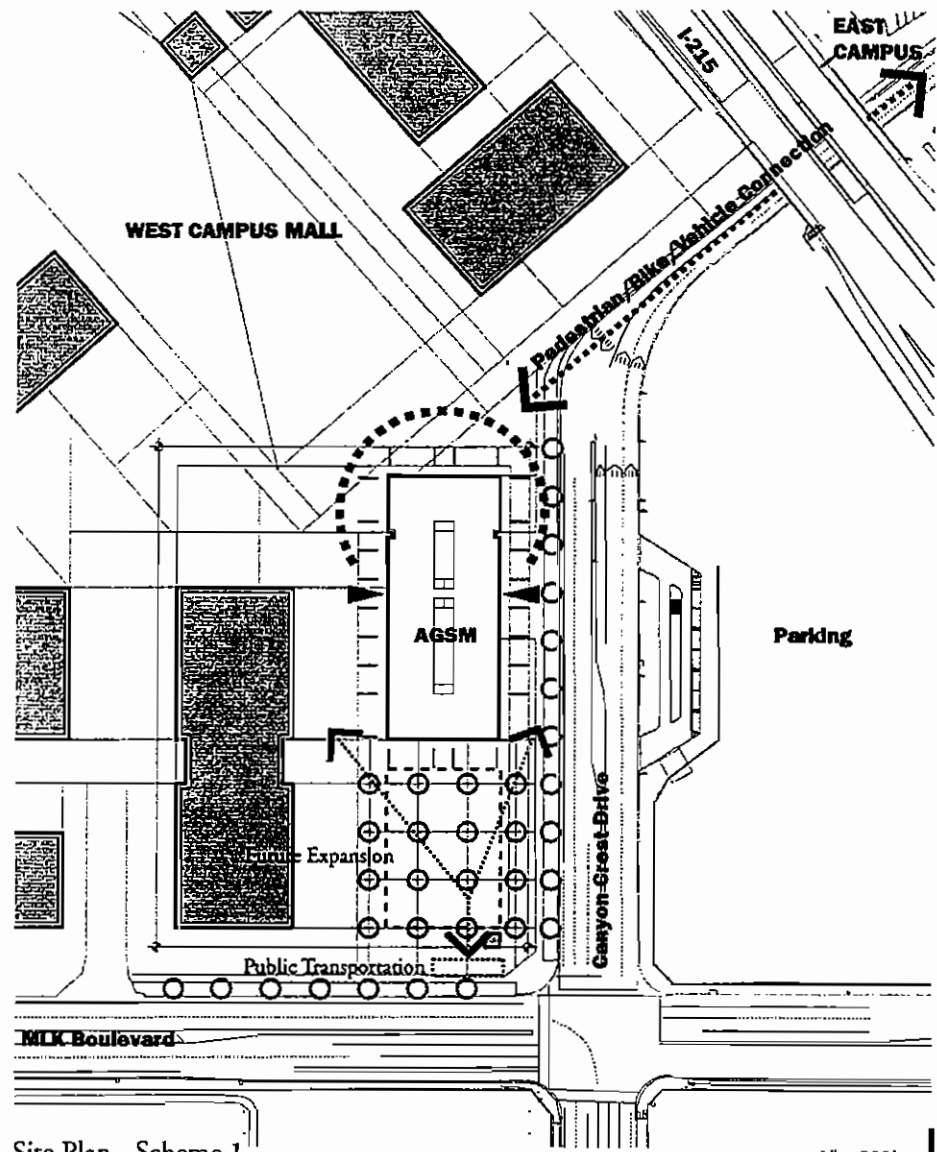 EAST
CAMPUS
I-215
Pedestrian/Bike/Vehicle Connection
WEST CAMPUS MALL
AGSM
Parking
Canyon Crest Drive
Future Expansion
Public Transportation
MLK Boulevard
Site Plan - Scheme 1